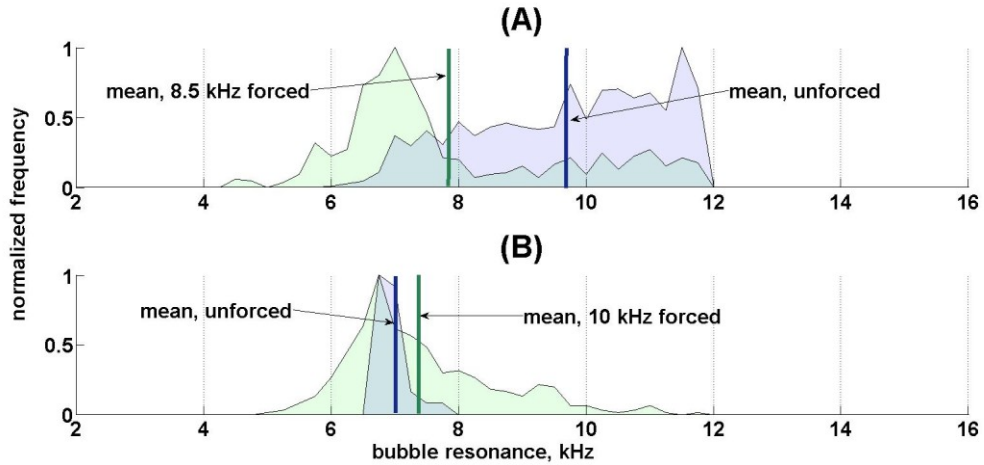 (A)
normalized frequency
1
0.5
0
mean, 8.5 kHz forced
mean, unforced
2 4 6 8 10 12 14 16
(B)
1
0.5
0
mean, unforced
mean, 10 kHz forced
2 4 6 8 10 12 14 16
bubble resonance, kHz